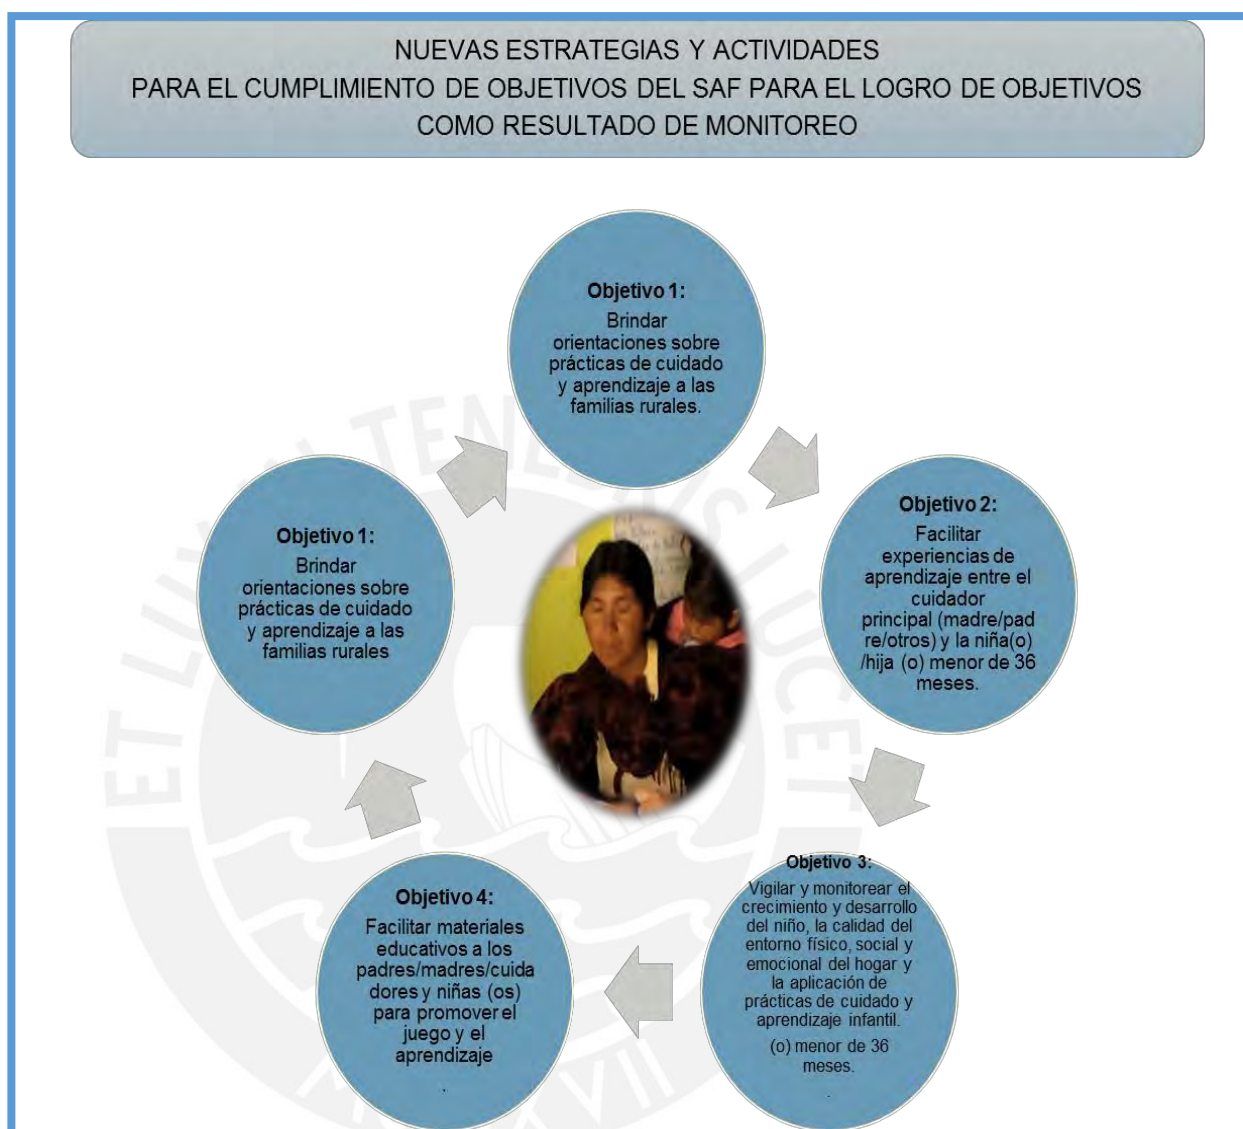 NUEVAS ESTRATEGIAS Y ACTIVIDADES
PARA EL CUMPLIMIENTO DE OBJETIVOS DEL SAF PARA EL LOGRO DE OBJETIVOS
COMO RESULTADO DE MONITOREO
Objetivo 1:
Brindar
orientaciones sobre
prácticas de cuidado
y aprendizaje a las
familias rurales.
Objetivo 2:
Facilitar
experiencias de
aprendizaje entre el
cuidador
principal (madre/pad
re/otros) y la niña(o)
/hija (o) menor de 36
meses.
Objetivo 3:
Vigilar y monitorear el
crecimiento y desarrollo
del niño, la calidad del
entorno físico, social y
emocional del hogar y
la aplicación de
prácticas de cuidado y
aprendizaje infantil.
(o) menor de 36
meses.
.
Objetivo 4:
Facilitar materiales
educativos a los
padres/madres/cuida
dores y niñas (os)
para promover el
juego y el
aprendizaje
.
Objetivo 1:
Brindar
orientaciones sobre
prácticas de cuidado
y aprendizaje a las
familias rurales
ET LUX IN TENEBRIS LUCET